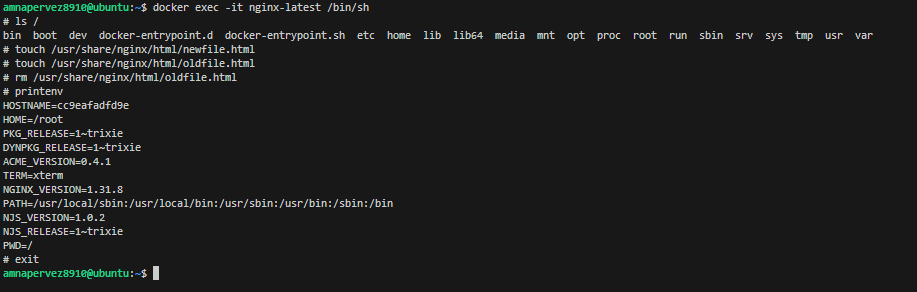 amnapervez8910@ubuntu:~$ docker exec -it nginx-latest /bin/sh
# ls /
bin  boot  dev  docker-entrypoint.d  docker-entrypoint.sh  etc  home  lib  lib64  media  mnt  opt  proc  root  run  sbin  srv  sys  tmp  usr  var
# touch /usr/share/nginx/html/newfile.html
# touch /usr/share/nginx/html/oldfile.html
# rm /usr/share/nginx/html/oldfile.html
# printenv
HOSTNAME=cc9eafadfd9e
HOME=/root
PKG_RELEASE=1~trixie
DYNPKG_RELEASE=1~trixie
ACME_VERSION=0.4.1
TERM=xterm
NGINX_VERSION=1.31.8
PATH=/usr/local/sbin:/usr/local/bin:/usr/sbin:/usr/bin:/sbin:/bin
NJS_VERSION=1.0.2
NJS_RELEASE=1~trixie
PWD=/
# exit
amnapervez8910@ubuntu:~$